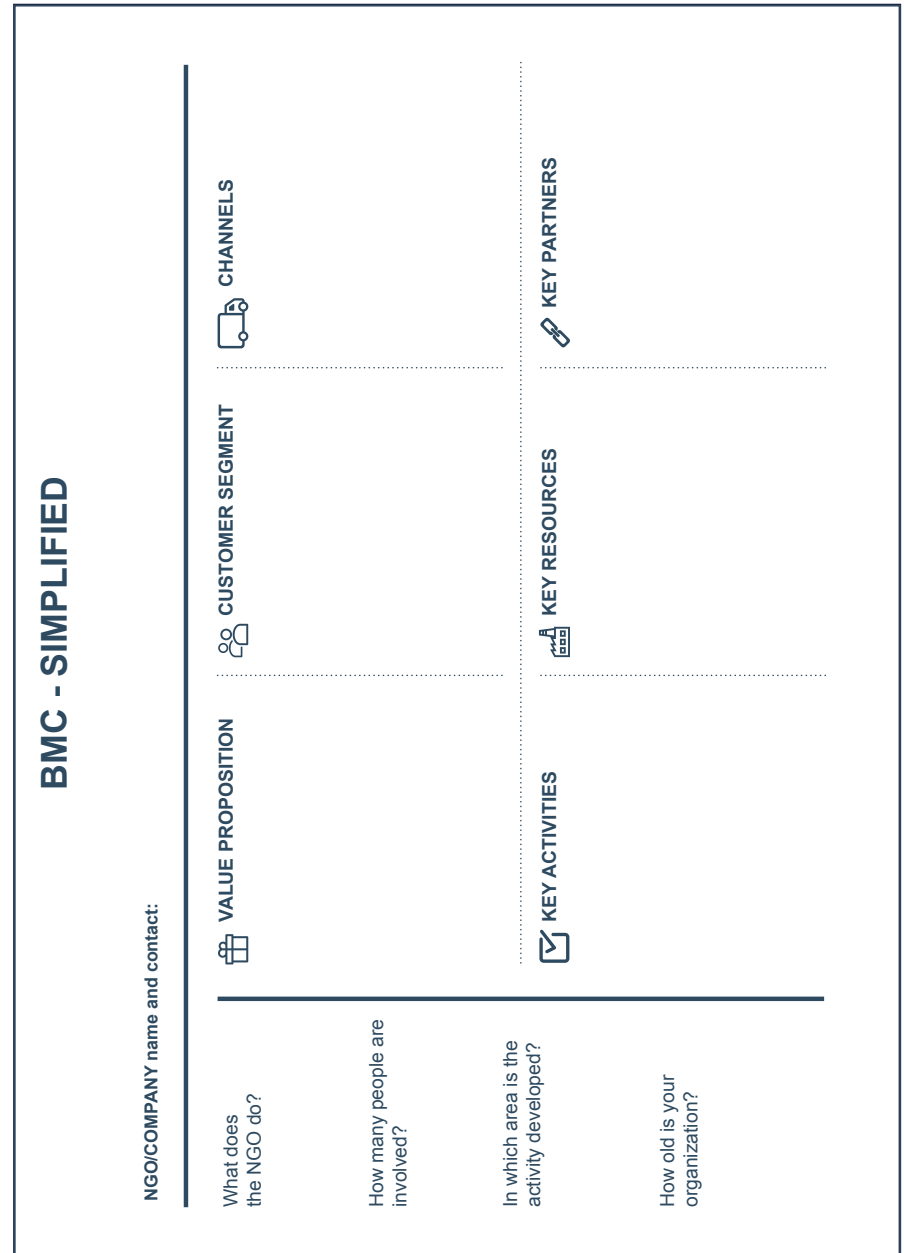 BMC - SIMPLIFIED
NGO/COMPANY name and contact:
What does
the NGO do?
How many people are
involved?
In which area is the
activity developed?
How old is your
organization?
VALUE PROPOSITION
CUSTOMER SEGMENT
CHANNELS
KEY ACTIVITIES
KEY RESOURCES
KEY PARTNERS